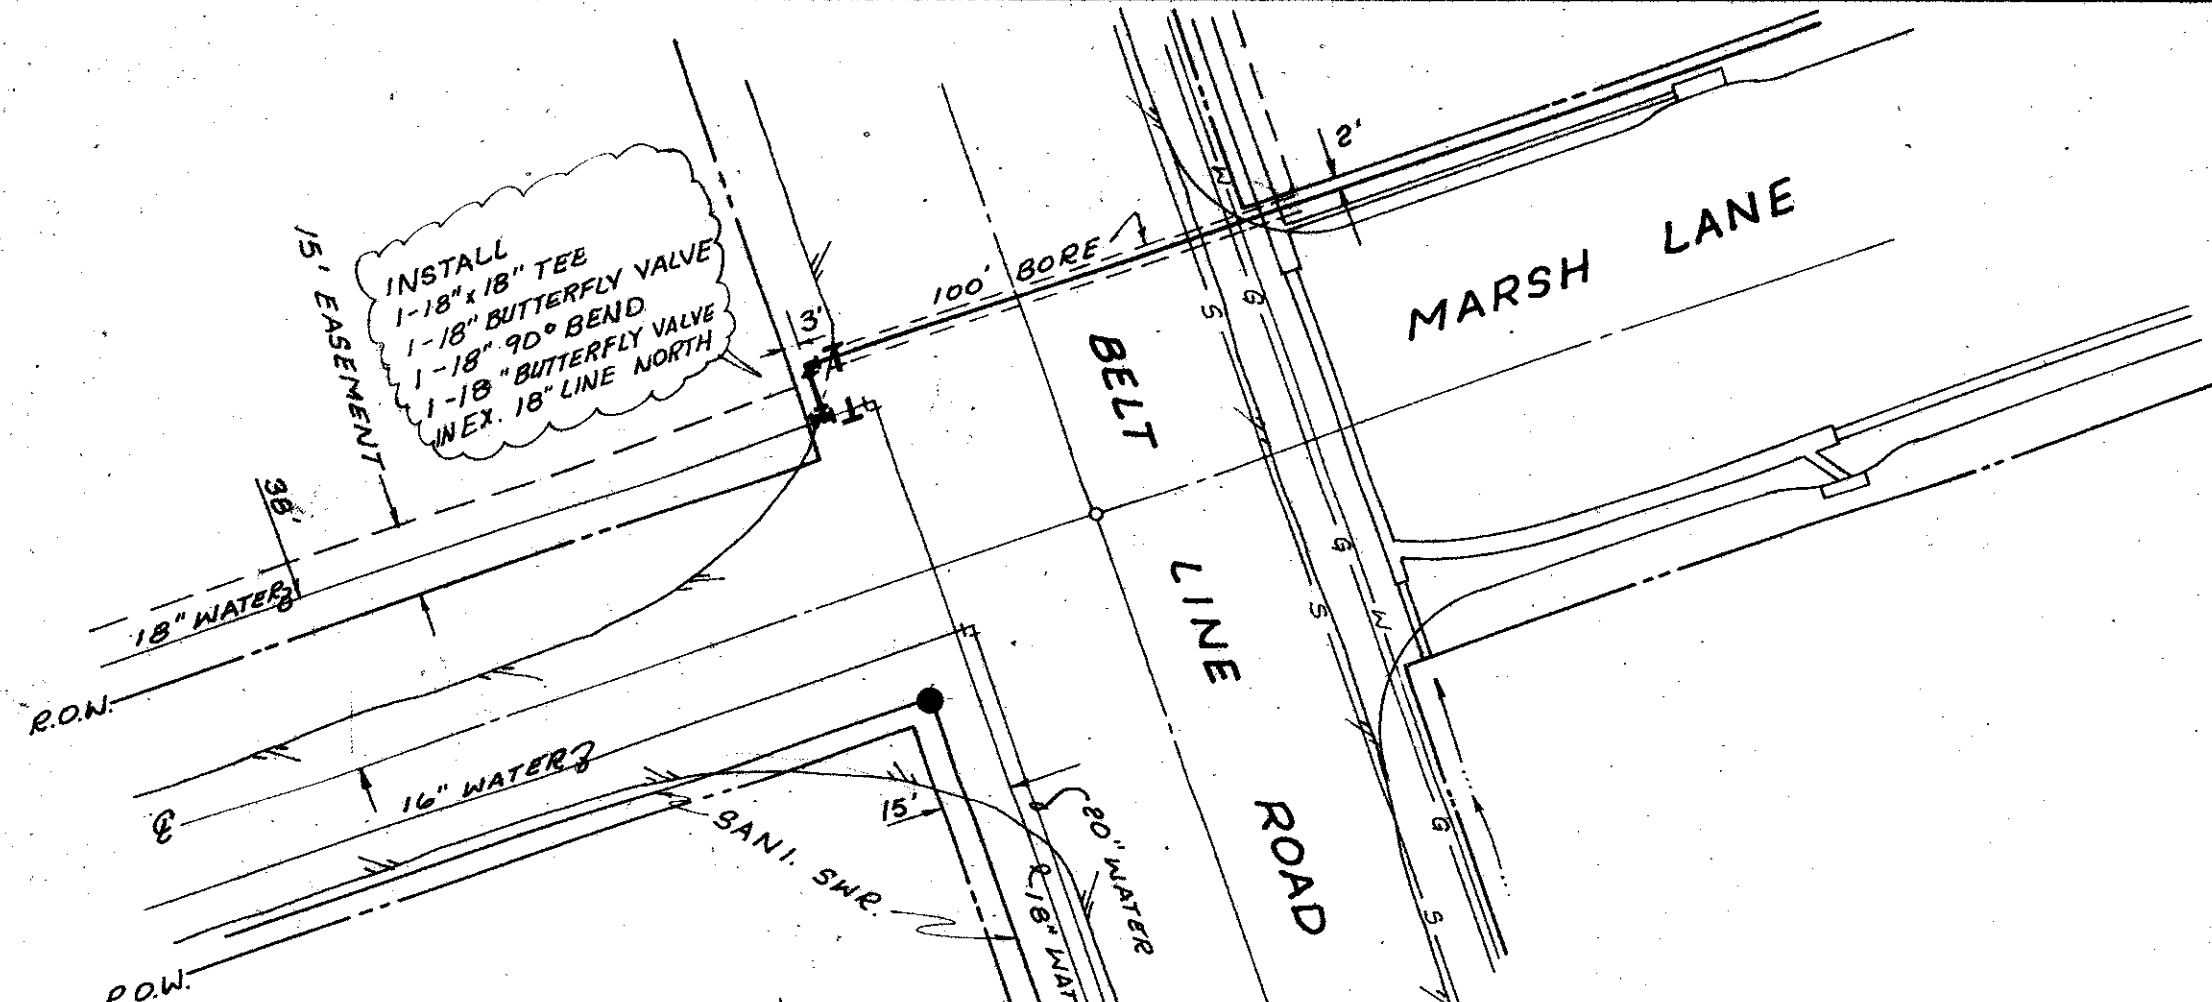 INSTALL
1-18" x 18" TEE
1-18" BUTTERFLY VALVE
1-18" 90° BEND
1-18" BUTTERFLY VALVE
IN EX. 18" LINE NORTH
15' EASEMENT
38'
3'
100' BORE
2'
MARSH LANE
BELT
LINE
ROAD
W
S
G
G
S
W
G
S
18" WATER
R.O.W.
16" WATER
15'
SANI. SWR.
20" WATER
18" WAT
R.O.W.